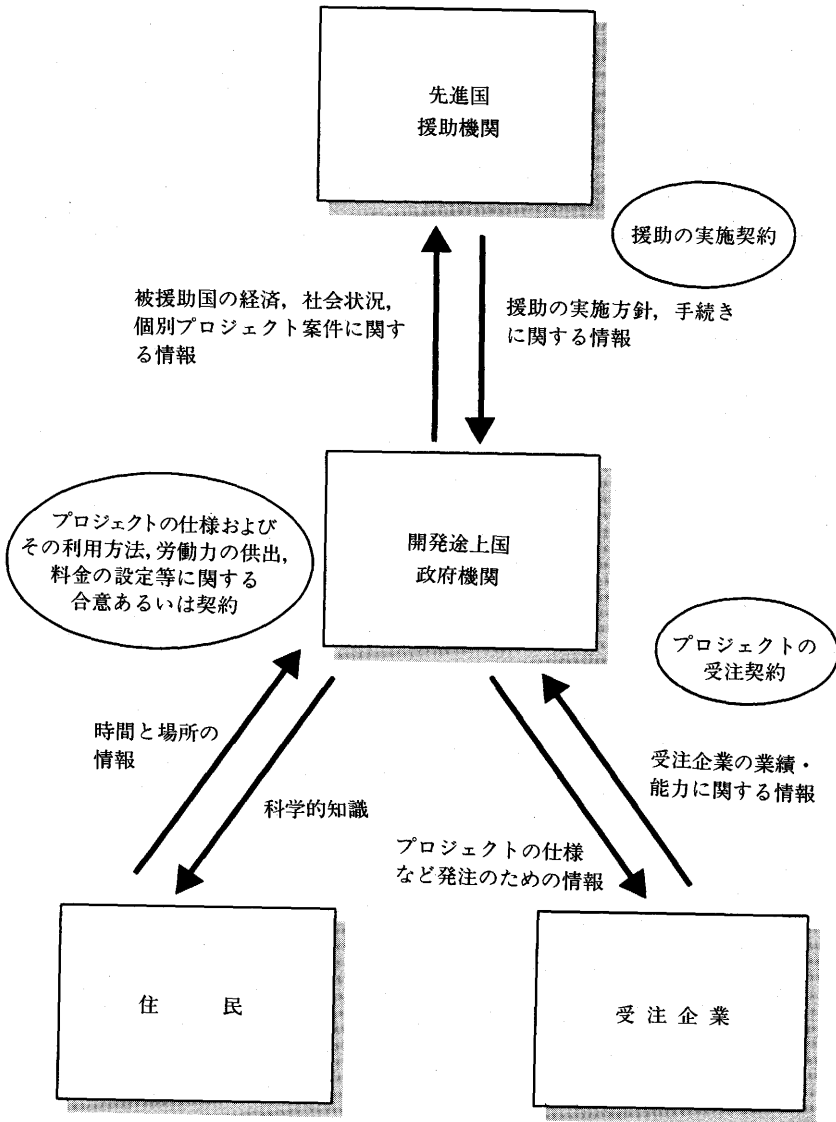 先進国
援助機関
援助の実施契約
被援助国の経済，社会状況，
個別プロジェクト案件に関す
る情報
援助の実施方針，手続き
に関する情報
プロジェクトの仕様および
その利用方法，労働力の供出，
料金の設定等に関する
合意あるいは契約
開発途上国
政府機関
プロジェクトの
受注契約
時間と場所の
情報
科学的知識
受注企業の業績・
能力に関する情報
プロジェクトの仕様
など発注のための情報
住民
受注企業